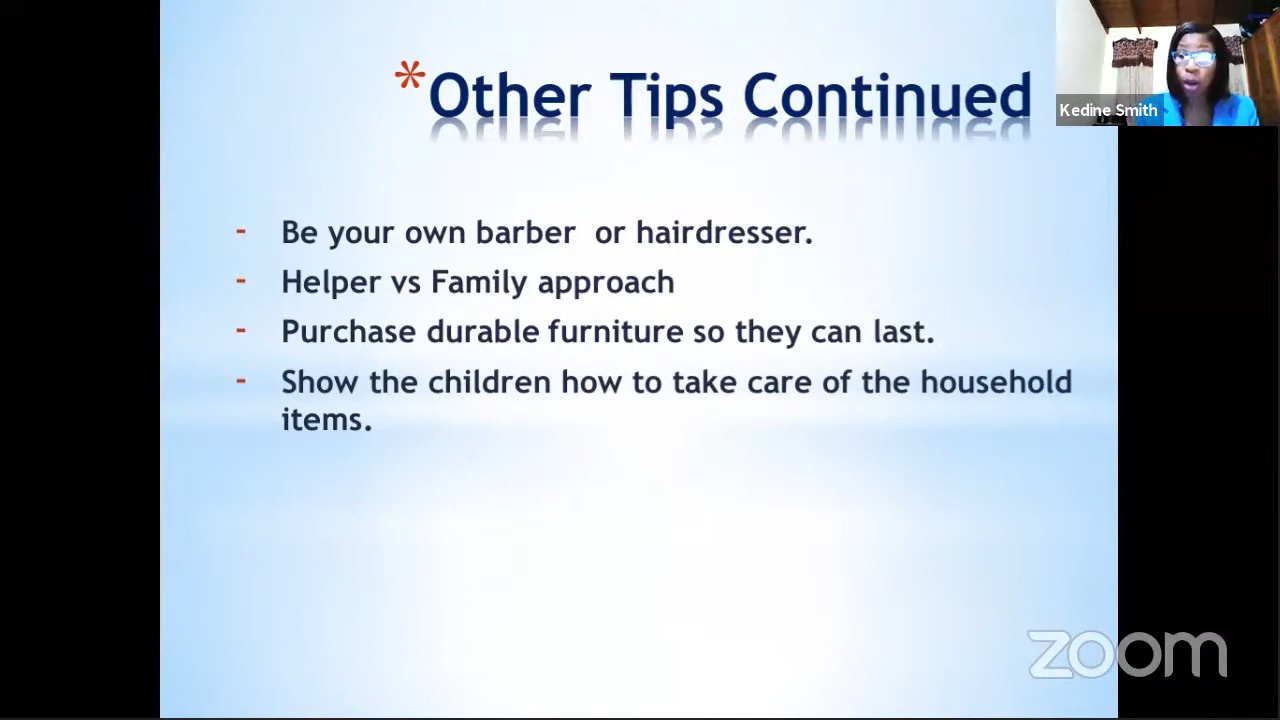 *Other Tips Continued
Kedine Smith
- Be your own barber  or hairdresser.
- Helper vs Family approach
- Purchase durable furniture so they can last.
- Show the children how to take care of the household
items.
zoom